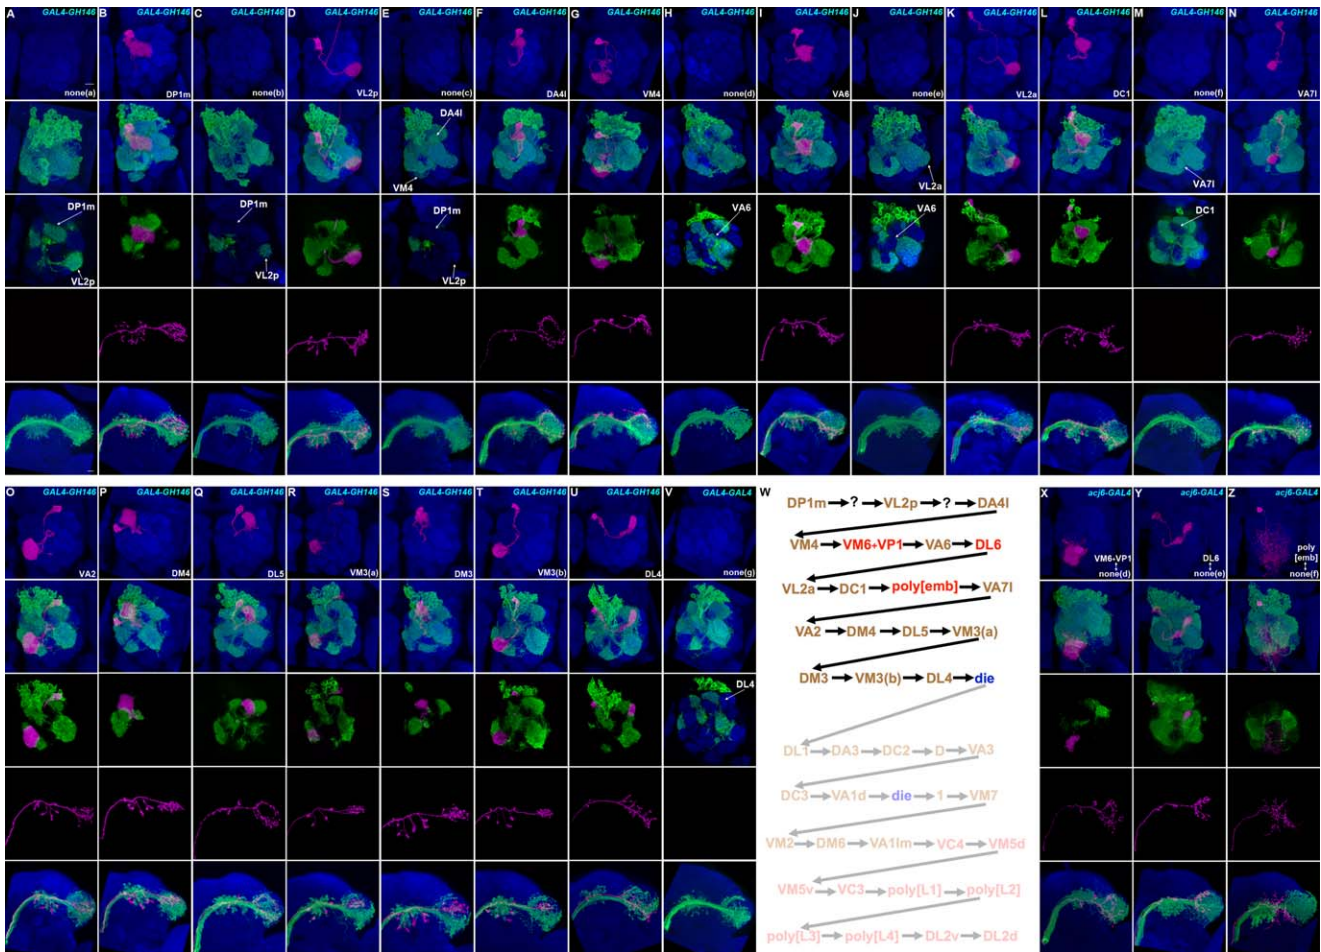 A GAL4-GH146 B GAL4-GH146 C GAL4-GH146 D GAL4-GH146 E GAL4-GH146 F GAL4-GH146 G GAL4-GH146 H GAL4-GH146 I GAL4-GH146 J GAL4-GH146 K GAL4-GH146 L GAL4-GH146 M GAL4-GH146 N GAL4-GH146
none(a) DP1m none(b) VL2p none(c) DA4l VM4 none(d) VA6 none(e) VL2a DC1 none(f) VA7l
DA4l
VM4 VL2a VA7l
DP1m DP1m DP1m VA6 VA6 DC1
VL2p VL2p VL2p
O GAL4-GH146 P GAL4-GH146 Q GAL4-GH146 R GAL4-GH146 S GAL4-GH146 T GAL4-GH146 U GAL4-GH146 V GAL4-GAL4
VA2 DM4 DL5 VM3(a) DM3 VM3(b) DL4 none(g)
DL4
W
DP1m ? VL2p ? DA4l
VM4 VM6+VP1 VA6 DL6
VL2a DC1 poly[emb] VA7l
VA2 DM4 DL5 VM3(a)
DM3 VM3(b) DL4 die
DL1 DA3 DC2 D VA3
DC3 VA1d die 1 VM7
VM2 DM6 VA1lm VC4 VM5d
VM5v VC3 poly[L1] poly[L2]
poly[L3] poly[L4] DL2v DL2d
X acj6-GAL4 Y acj6-GAL4 Z acj6-GAL4
VM6+VP1 DL6 poly
[emb]
none(d) none(e) none(f)